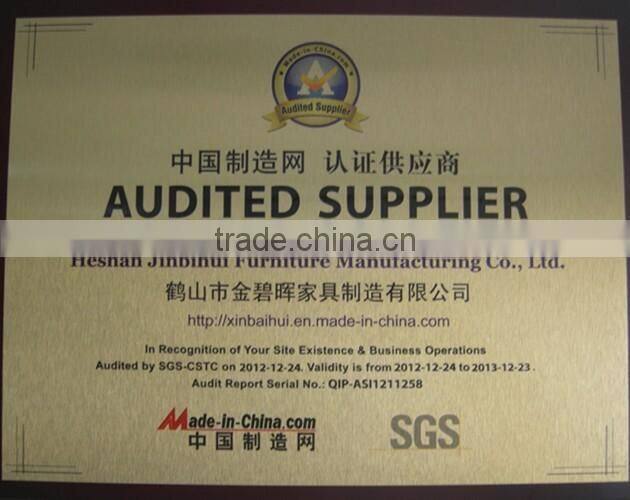 Made-in-China.com
Audited Supplier
中国制造网 认证供应商
AUDITED SUPPLIER
trade.china.cn
Heshan Jinbihui Furniture Manufacturing Co., Ltd.
鹤山市金碧晖家具制造有限公司
http://xinbaihui.en.made-in-china.com
In Recognition of Your Site Existence & Business Operations
Audited by SGS-CSTC on 2012-12-24. Validity is from 2012-12-24 to 2013-12-23.
Audit Report Serial No.: QIP-ASI1211258
Made-in-China.com
中国制造网
SGS